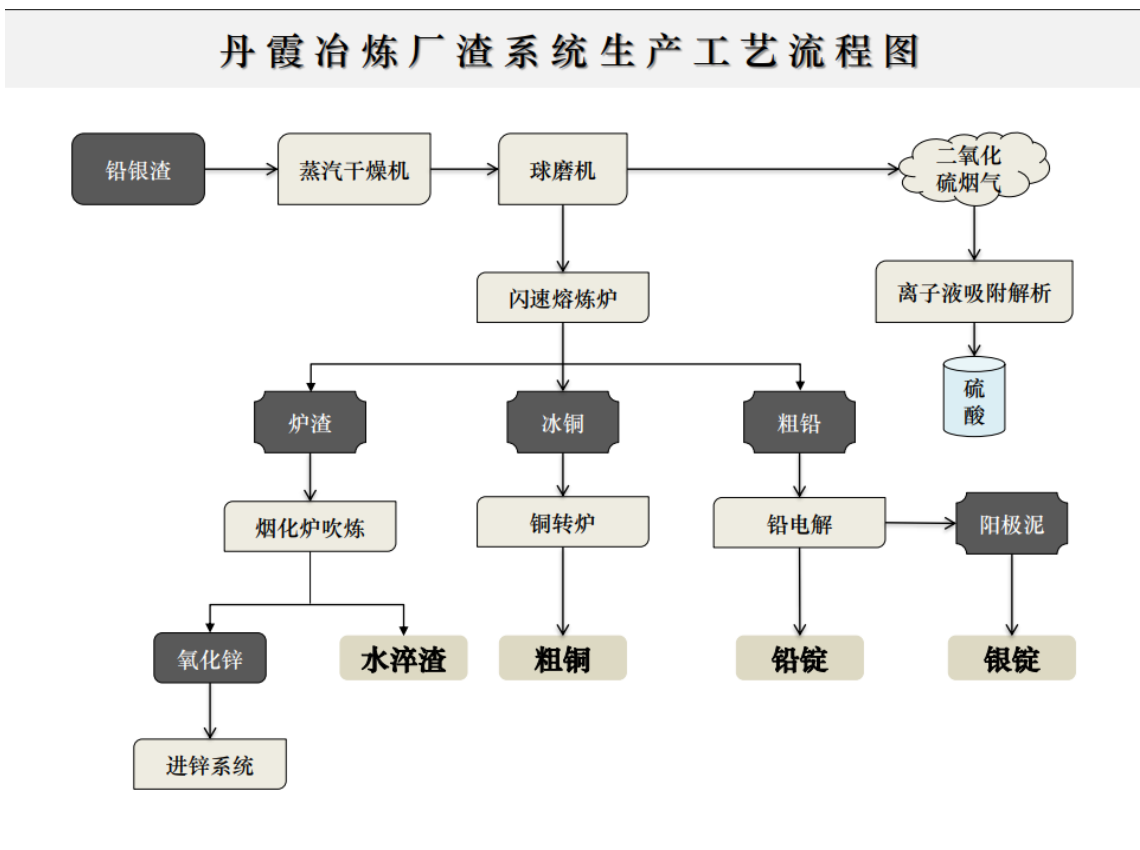 丹霞冶炼厂渣系统生产工艺流程图
铅银渣
蒸汽干燥机
球磨机
二氧化
硫烟气
闪速熔炼炉
离子液吸附解析
硫
酸
炉渣
冰铜
粗铅
烟化炉吹炼
铜转炉
铅电解
阳极泥
氧化锌
水淬渣
粗铜
铅锭
银锭
进锌系统